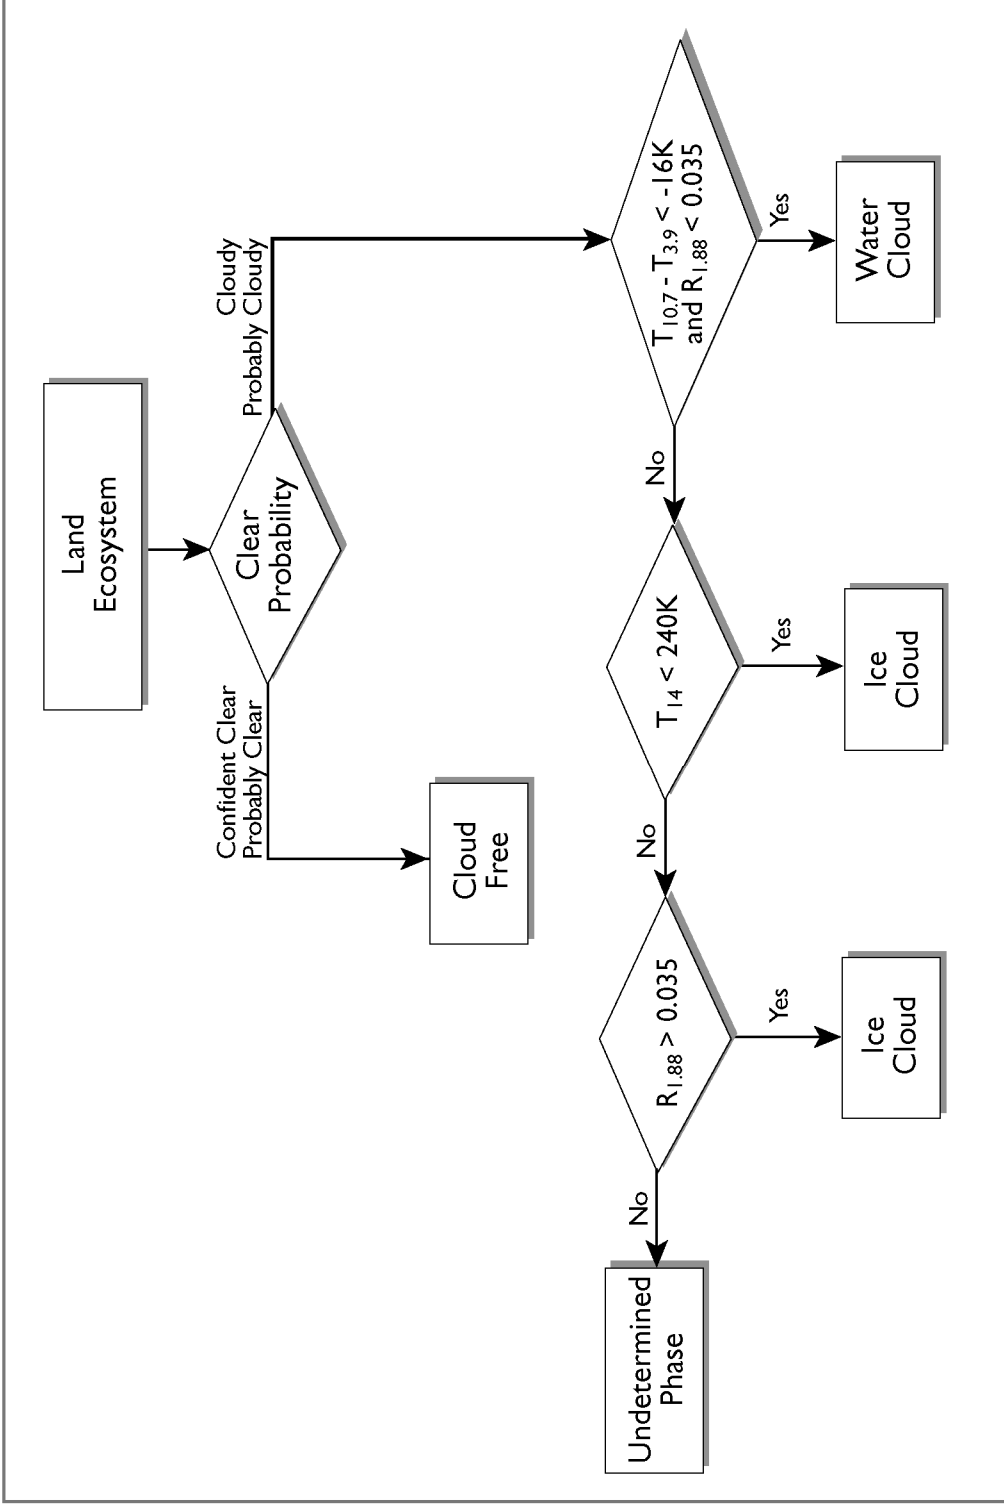 Land
Ecosystem
Clear
Probability
Confident Clear
Probably Clear
Cloudy
Probably Cloudy
Cloud
Free
T10.7 - T3.9 < -16K
and R1.88 < 0.035
Yes
Water
Cloud
No
T14 < 240K
Yes
Ice
Cloud
No
R1.88 > 0.035
Yes
Ice
Cloud
No
Undetermined
Phase